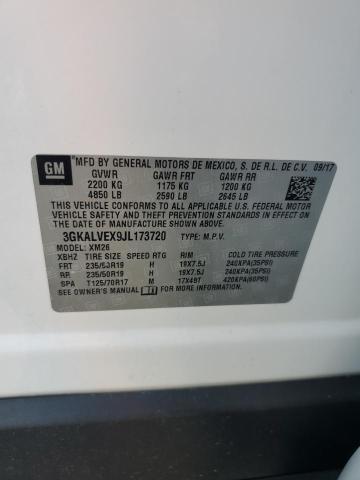 GM
MFD BY GENERAL MOTORS DE MEXICO, S. DE R.L. DE C.V. 09/17
GVWR GAWR FRT GAWR RR
2200 KG 1175 KG 1200 KG
4850 LB 2590 LB 2645 LB
THIS VEHICLE CONFORMS TO ALL APPLICABLE U.S. FEDERAL MOTOR
VEHICLE SAFETY, BUMPER, AND THEFT PREVENTION STANDARDS
IN EFFECT ON THE DATE OF MANUFACTURE SHOWN ABOVE.
3GKALVEX9JL173720 TYPE: M.P.V.
MODEL: XM26
XBHZ TIRE SIZE SPEED RTG RIM COLD TIRE PRESSURE
FRT 235/50R19 H 19X7.5J 240KPA(35PSI)
RR 235/50R19 H 19X7.5J 240KPA(35PSI)
SPA T125/70R17 M 17X4BT 420KPA(60PSI)
SEE OWNER'S MANUAL FOR MORE INFORMATION.